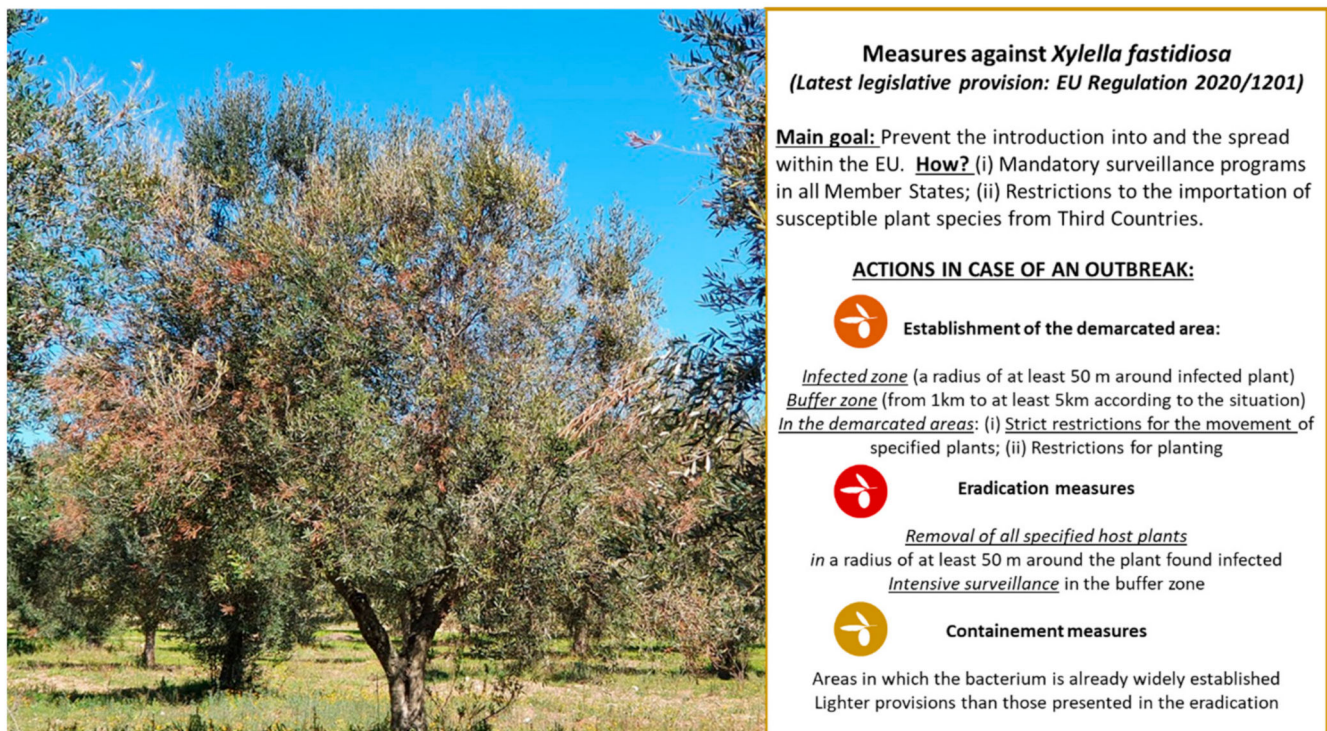 Measures against Xylella fastidiosa
(Latest legislative provision: EU Regulation 2020/1201)
Main goal: Prevent the introduction into and the spread
within the EU. How? (i) Mandatory surveillance programs
in all Member States; (ii) Restrictions to the importation of
susceptible plant species from Third Countries.
ACTIONS IN CASE OF AN OUTBREAK:
Establishment of the demarcated area:
Infected zone (a radius of at least 50 m around infected plant)
Buffer zone (from 1km to at least 5km according to the situation)
In the demarcated areas: (i) Strict restrictions for the movement of
specified plants; (ii) Restrictions for planting
Eradication measures
Removal of all specified host plants
in a radius of at least 50 m around the plant found infected
Intensive surveillance in the buffer zone
Containement measures
Areas in which the bacterium is already widely established
Lighter provisions than those presented in the eradication